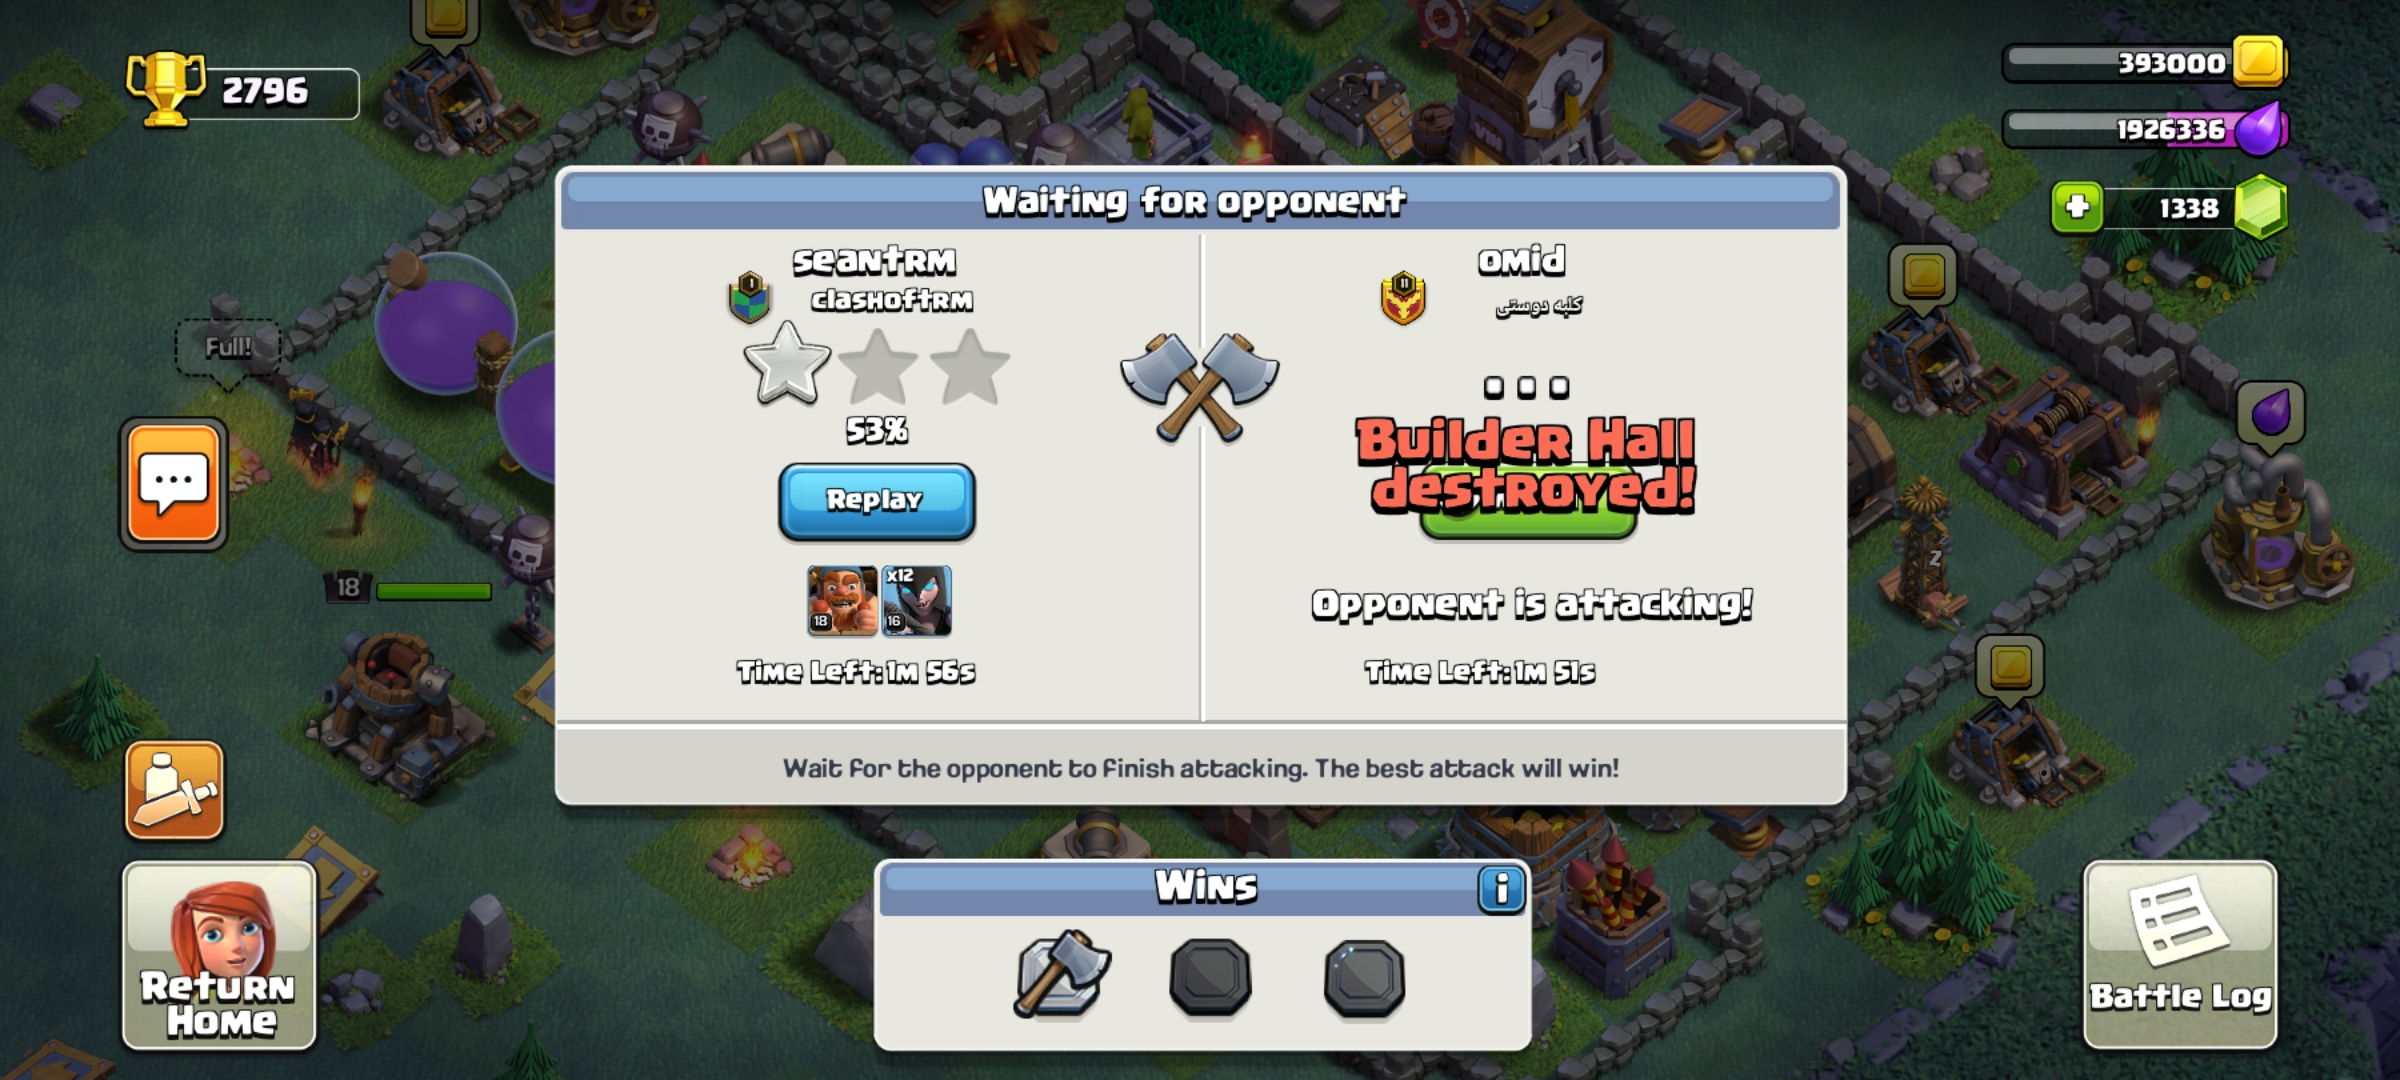 2796
393000
1926336
1338
Full!
18
Waiting for opponent
seantrm
clashoftrm
53%
Replay
x12
18
16
Time Left: 1m 56s
omid
کلبه دوستی
Builder Hall
destroyed!
Opponent is attacking!
Time Left: 1m 51s
Wait for the opponent to finish attacking. The best attack will win!
Wins
i
Return
Home
Battle Log